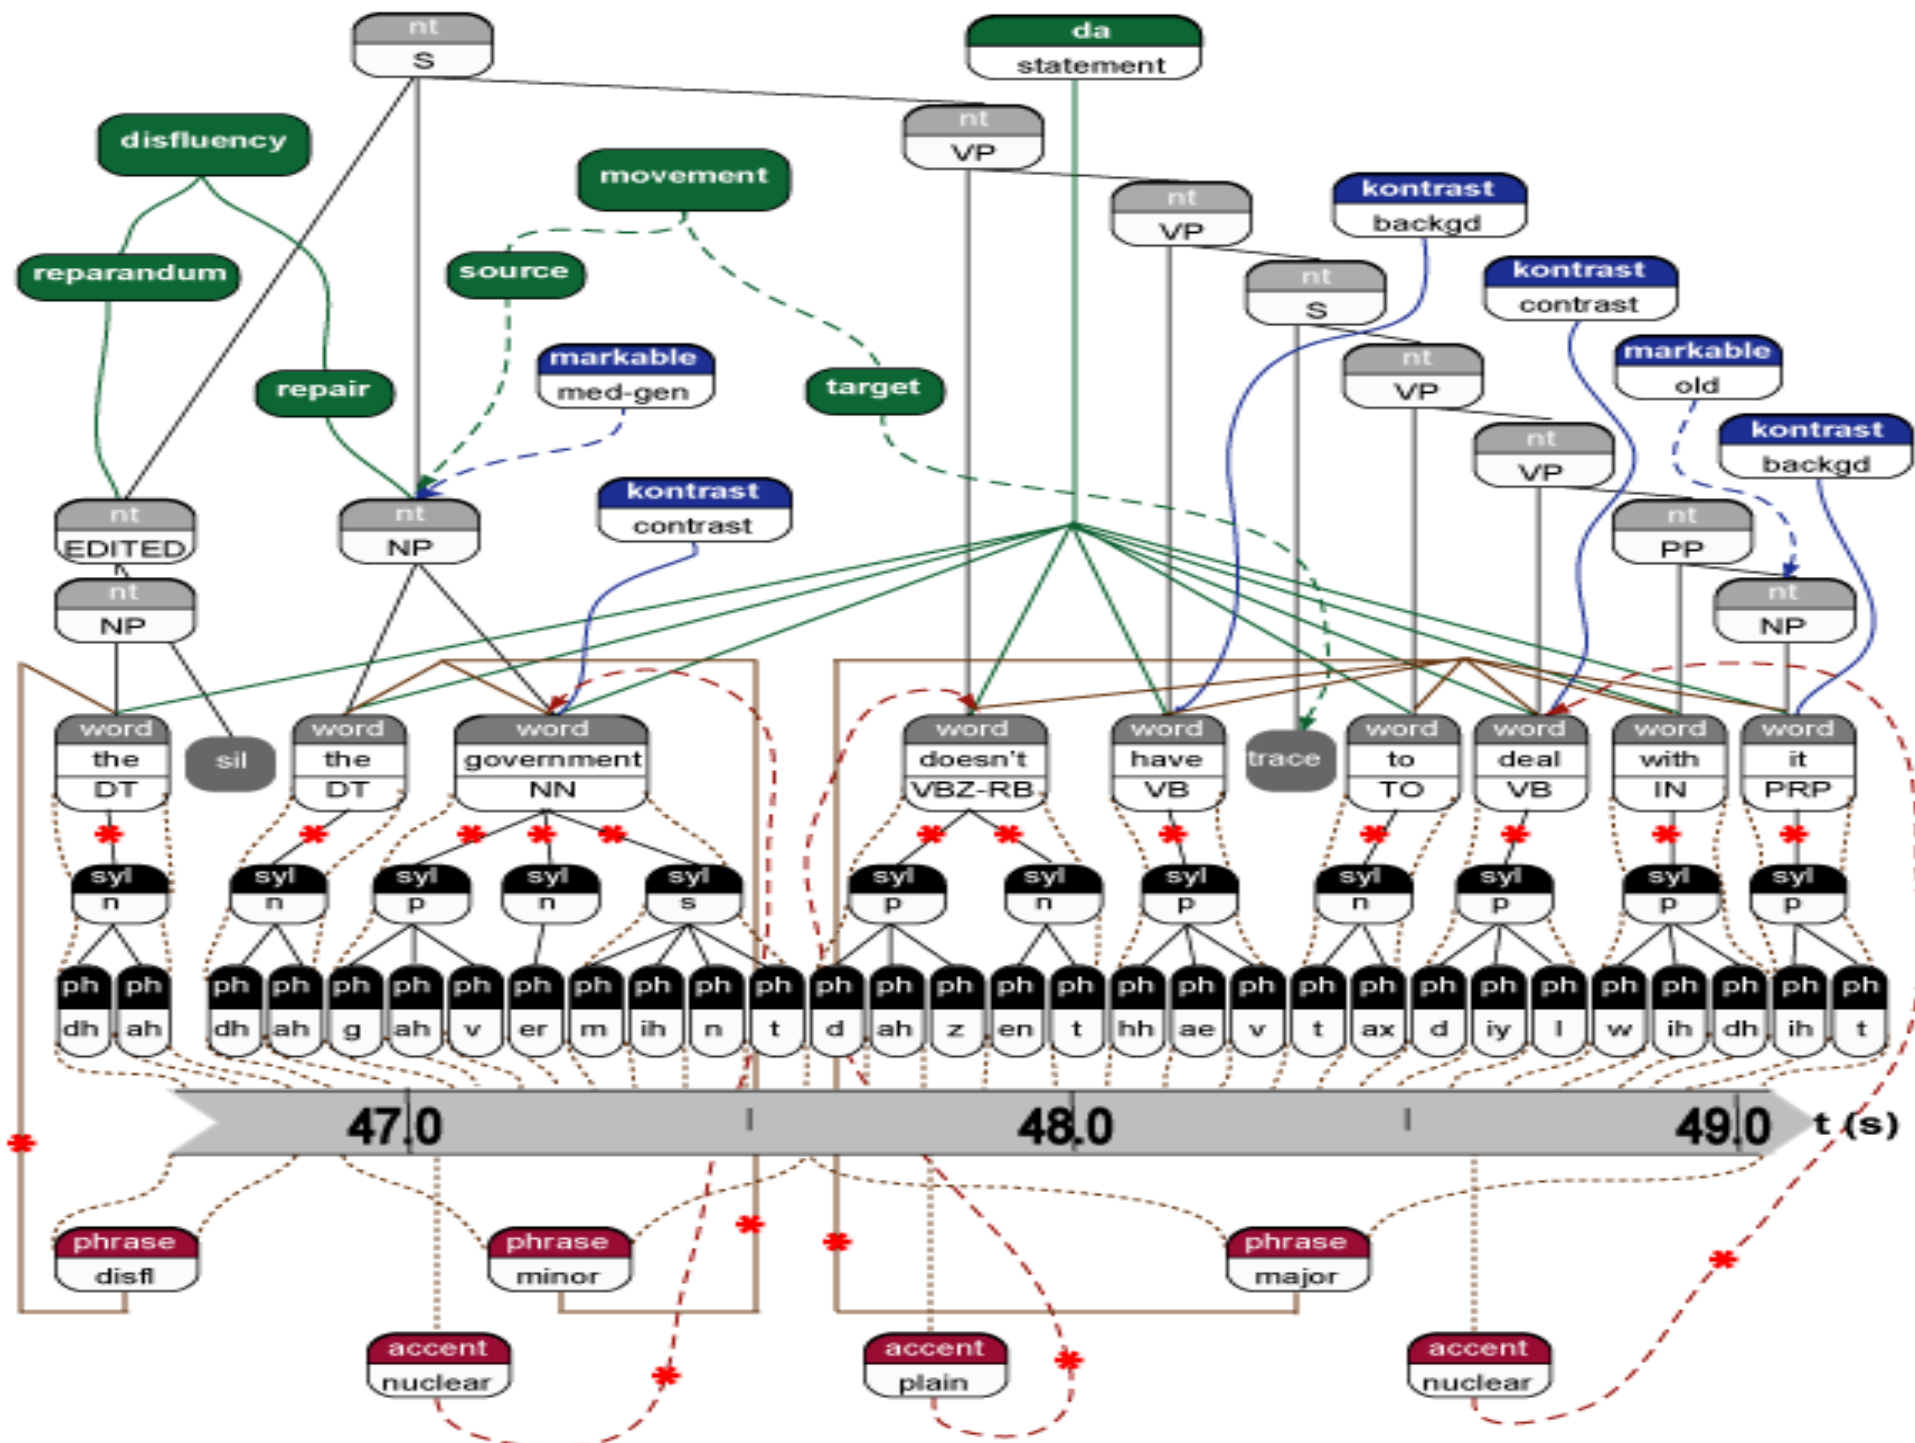 nt
S
da
statement
disfluency
nt
VP
movement
kontrast
backgd
nt
VP
reparandum
source
nt
S
kontrast
contrast
markable
med-gen
repair
target
nt
VP
markable
old
nt
VP
kontrast
backgd
nt
EDITED
nt
NP
kontrast
contrast
nt
PP
nt
NP
nt
NP
word word word word word word word word word
the sil the government doesn't have trace to deal with it
DT DT NN VBZ-RB VB TO VB IN PRP
* * * * * * * * * * * *
syl syl syl syl syl syl syl syl syl syl syl syl
n n p n s p n p n p p p
ph ph ph ph ph ph ph ph ph ph ph ph ph ph ph ph ph ph ph ph ph ph ph ph ph ph ph ph ph ph
dh ah dh ah g ah v er m ih n t d ah z en t hh ae v t ax d iy l w ih dh ih t
47.0 48.0 49.0 t (s)
* * * *
phrase phrase phrase
disfl minor major
accent accent accent
nuclear plain nuclear
* *